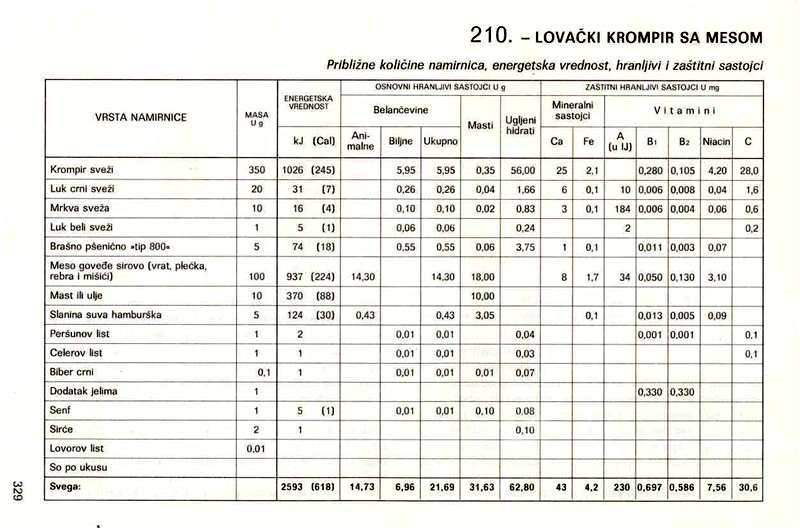 210. – LOVAČKI KROMPIR SA MESOM
Približne količine namirnica, energetska vrednost, hranljivi i zaštitni sastojci
VRSTA NAMIRNICE
MASA
U g
ENERGETSKA
VREDNOST
kJ (Cal)
OSNOVNI HRANLJIVI SASTOJCI U g
Belančevine
Ani-
malne
Biljne
Ukupno
Masti
Ugljeni
hidrati
ZAŠTITNI HRANLJIVI SASTOJCI U mg
Mineralni
sastojci
Ca
Fe
Vitamini
A
(u IJ)
B1
B2
Niacin
C
Krompir sveži 350 1026 (245) 5,95 5,95 0,35 56,00 25 2,1 0,280 0,105 4,20 28,0
Luk crni sveži 20 31 (7) 0,26 0,26 0,04 1,66 6 0,1 10 0,006 0,008 0,04 1,6
Mrkva sveža 10 16 (4) 0,10 0,10 0,02 0,83 3 0,1 184 0,006 0,004 0,06 0,6
Luk beli sveži 1 5 (1) 0,06 0,06 0,24 2 0,2
Brašno pšenično »tip 800« 5 74 (18) 0,55 0,55 0,06 3,75 1 0,1 0,011 0,003 0,07
Meso goveđe sirovo (vrat, plećka,
rebra i mišići) 100 937 (224) 14,30 14,30 18,00 8 1,7 34 0,050 0,130 3,10
Mast ili ulje 10 370 (88) 10,00
Slanina suva hamburška 5 124 (30) 0,43 0,43 3,05 0,1 0,013 0,005 0,09
Peršunov list 1 2 0,01 0,01 0,04 0,001 0,001 0,1
Celerov list 1 1 0,01 0,01 0,03 0,1
Biber crni 0,1 1 0,01 0,01 0,01 0,07
Dodatak jelima 1 0,330 0,330
Senf 1 5 (1) 0,01 0,01 0,10 0,08
Sirće 2 1 0,10
Lovorov list 0,01
So po ukusu
Svega: 2593 (618) 14,73 6,96 21,69 31,63 62,80 43 4,2 230 0,697 0,586 7,56 30,6
329